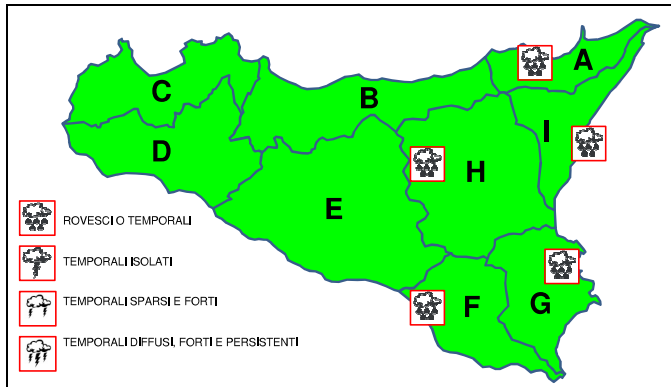 A
C
B
I
D
H
E
F
G
ROVESCI O TEMPORALI
TEMPORALI ISOLATI
TEMPORALI SPARSI E FORTI
TEMPORALI DIFFUSI, FORTI E PERSISTENTI